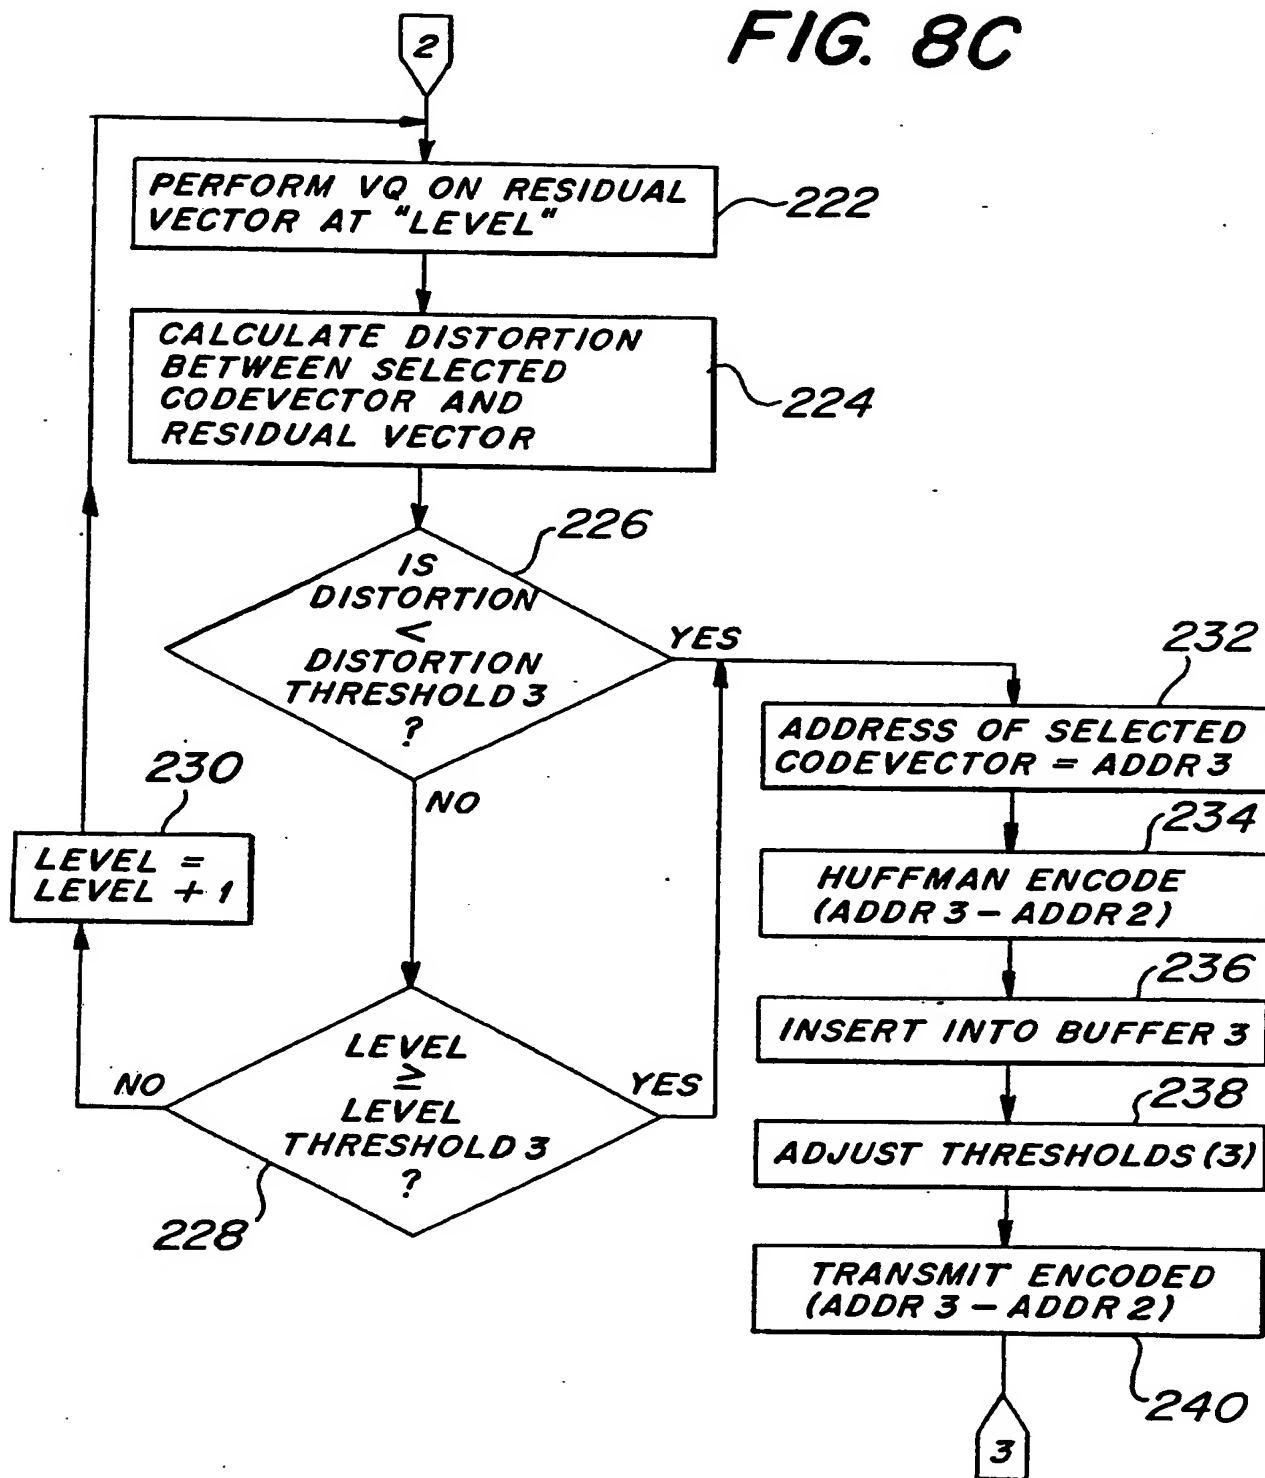 FIG. 8C
2
PERFORM VQ ON RESIDUAL
VECTOR AT "LEVEL"
222
CALCULATE DISTORTION
BETWEEN SELECTED
CODEVECTOR AND
RESIDUAL VECTOR
224
226
IS
DISTORTION
<
DISTORTION
THRESHOLD 3
?
YES
NO
230
LEVEL =
LEVEL + 1
LEVEL
≥
LEVEL
THRESHOLD 3
?
NO
YES
228
232
ADDRESS OF SELECTED
CODEVECTOR = ADDR 3
234
HUFFMAN ENCODE
(ADDR 3 - ADDR 2)
236
INSERT INTO BUFFER 3
238
ADJUST THRESHOLDS (3)
TRANSMIT ENCODED
(ADDR 3 - ADDR 2)
240
3